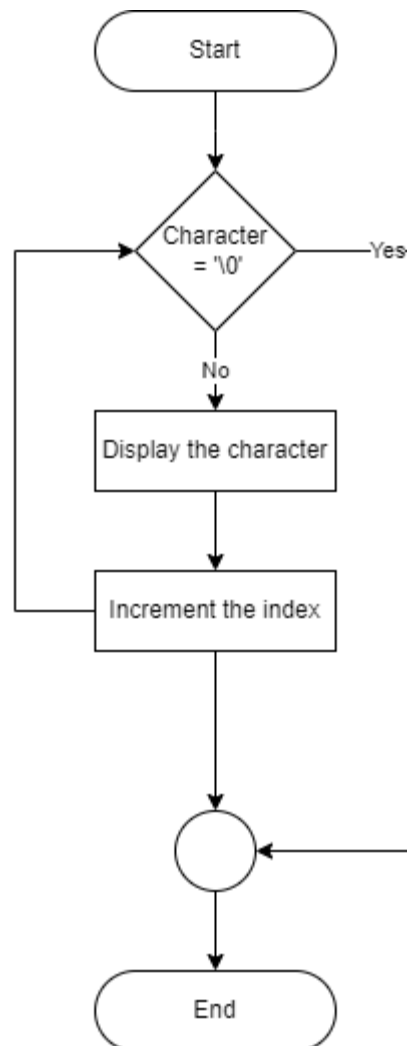 Start
Character
= '\0'
Yes
No
Display the character
Increment the index
End